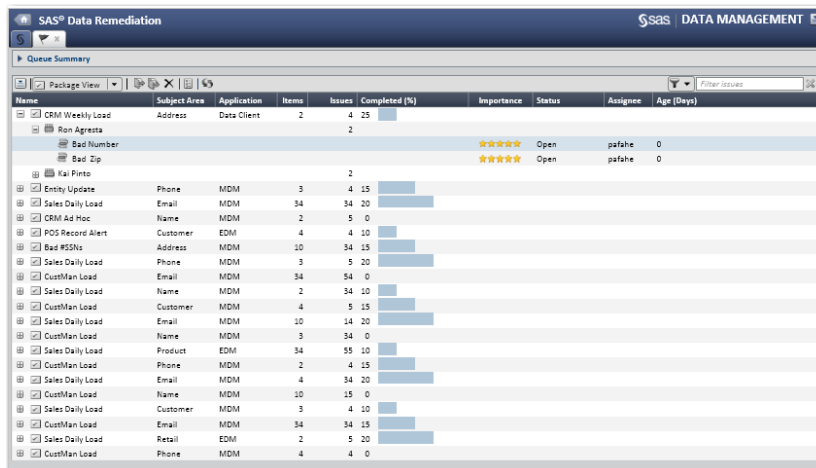 SAS® Data Remediation
sas DATA MANAGEMENT
Queue Summary
Package View Filter issues
Name Subject Area Application Items Issues Completed (%) Importance Status Assignee Age (Days)
CRM Weekly Load Address Data Client 2 4 25
Ron Agresta 2
Bad Number Open pafahe 0
Bad Zip Open pafahe 0
Kai Pinto 2
Entity Update Phone MDM 3 4 15
Sales Daily Load Email MDM 34 34 20
CRM Ad Hoc Name MDM 2 5 0
POS Record Alert Customer EDM 4 4 10
Bad #SSNs Address MDM 10 34 15
Sales Daily Load Phone MDM 3 5 20
CustMan Load Email MDM 34 54 0
Sales Daily Load Name MDM 2 34 10
CustMan Load Customer MDM 4 5 15
Sales Daily Load Email MDM 10 14 20
CustMan Load Name MDM 3 34 0
Sales Daily Load Product EDM 34 55 10
CustMan Load Phone MDM 2 4 15
Sales Daily Load Email MDM 4 34 20
CustMan Load Name MDM 10 15 0
Sales Daily Load Customer MDM 3 4 10
CustMan Load Email MDM 34 34 15
Sales Daily Load Retail EDM 2 5 20
CustMan Load Phone MDM 4 4 0